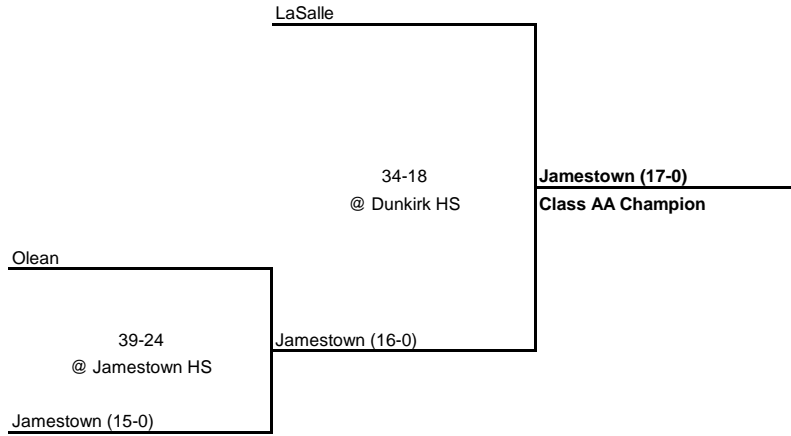 LaSalle
34-18
@ Dunkirk HS
Jamestown (17-0)
Class AA Champion
Olean
39-24
@ Jamestown HS
Jamestown (16-0)
Jamestown (15-0)